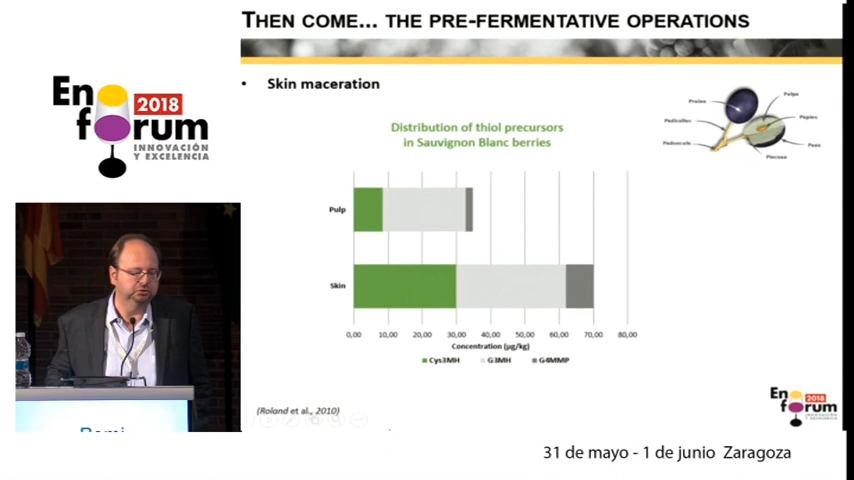 THEN COME... THE PRE-FERMENTATIVE OPERATIONS
En
forum
2018
INNOVACIÓN
Y EXCELENCIA
• Skin maceration
Distribution of thiol precursors
in Sauvignon Blanc berries
Pruine
Pulpe
Pédicelles
Pépins
Pédoncule
Peau
Pulp
Skin
0,00 10,00 20,00 30,00 40,00 50,00 60,00 70,00 80,00
Concentration (µg/kg)
Cys3MH G3MH G4MMP
(Roland et al., 2010)
Remi
En
forum
2018
31 de mayo - 1 de junio Zaragoza